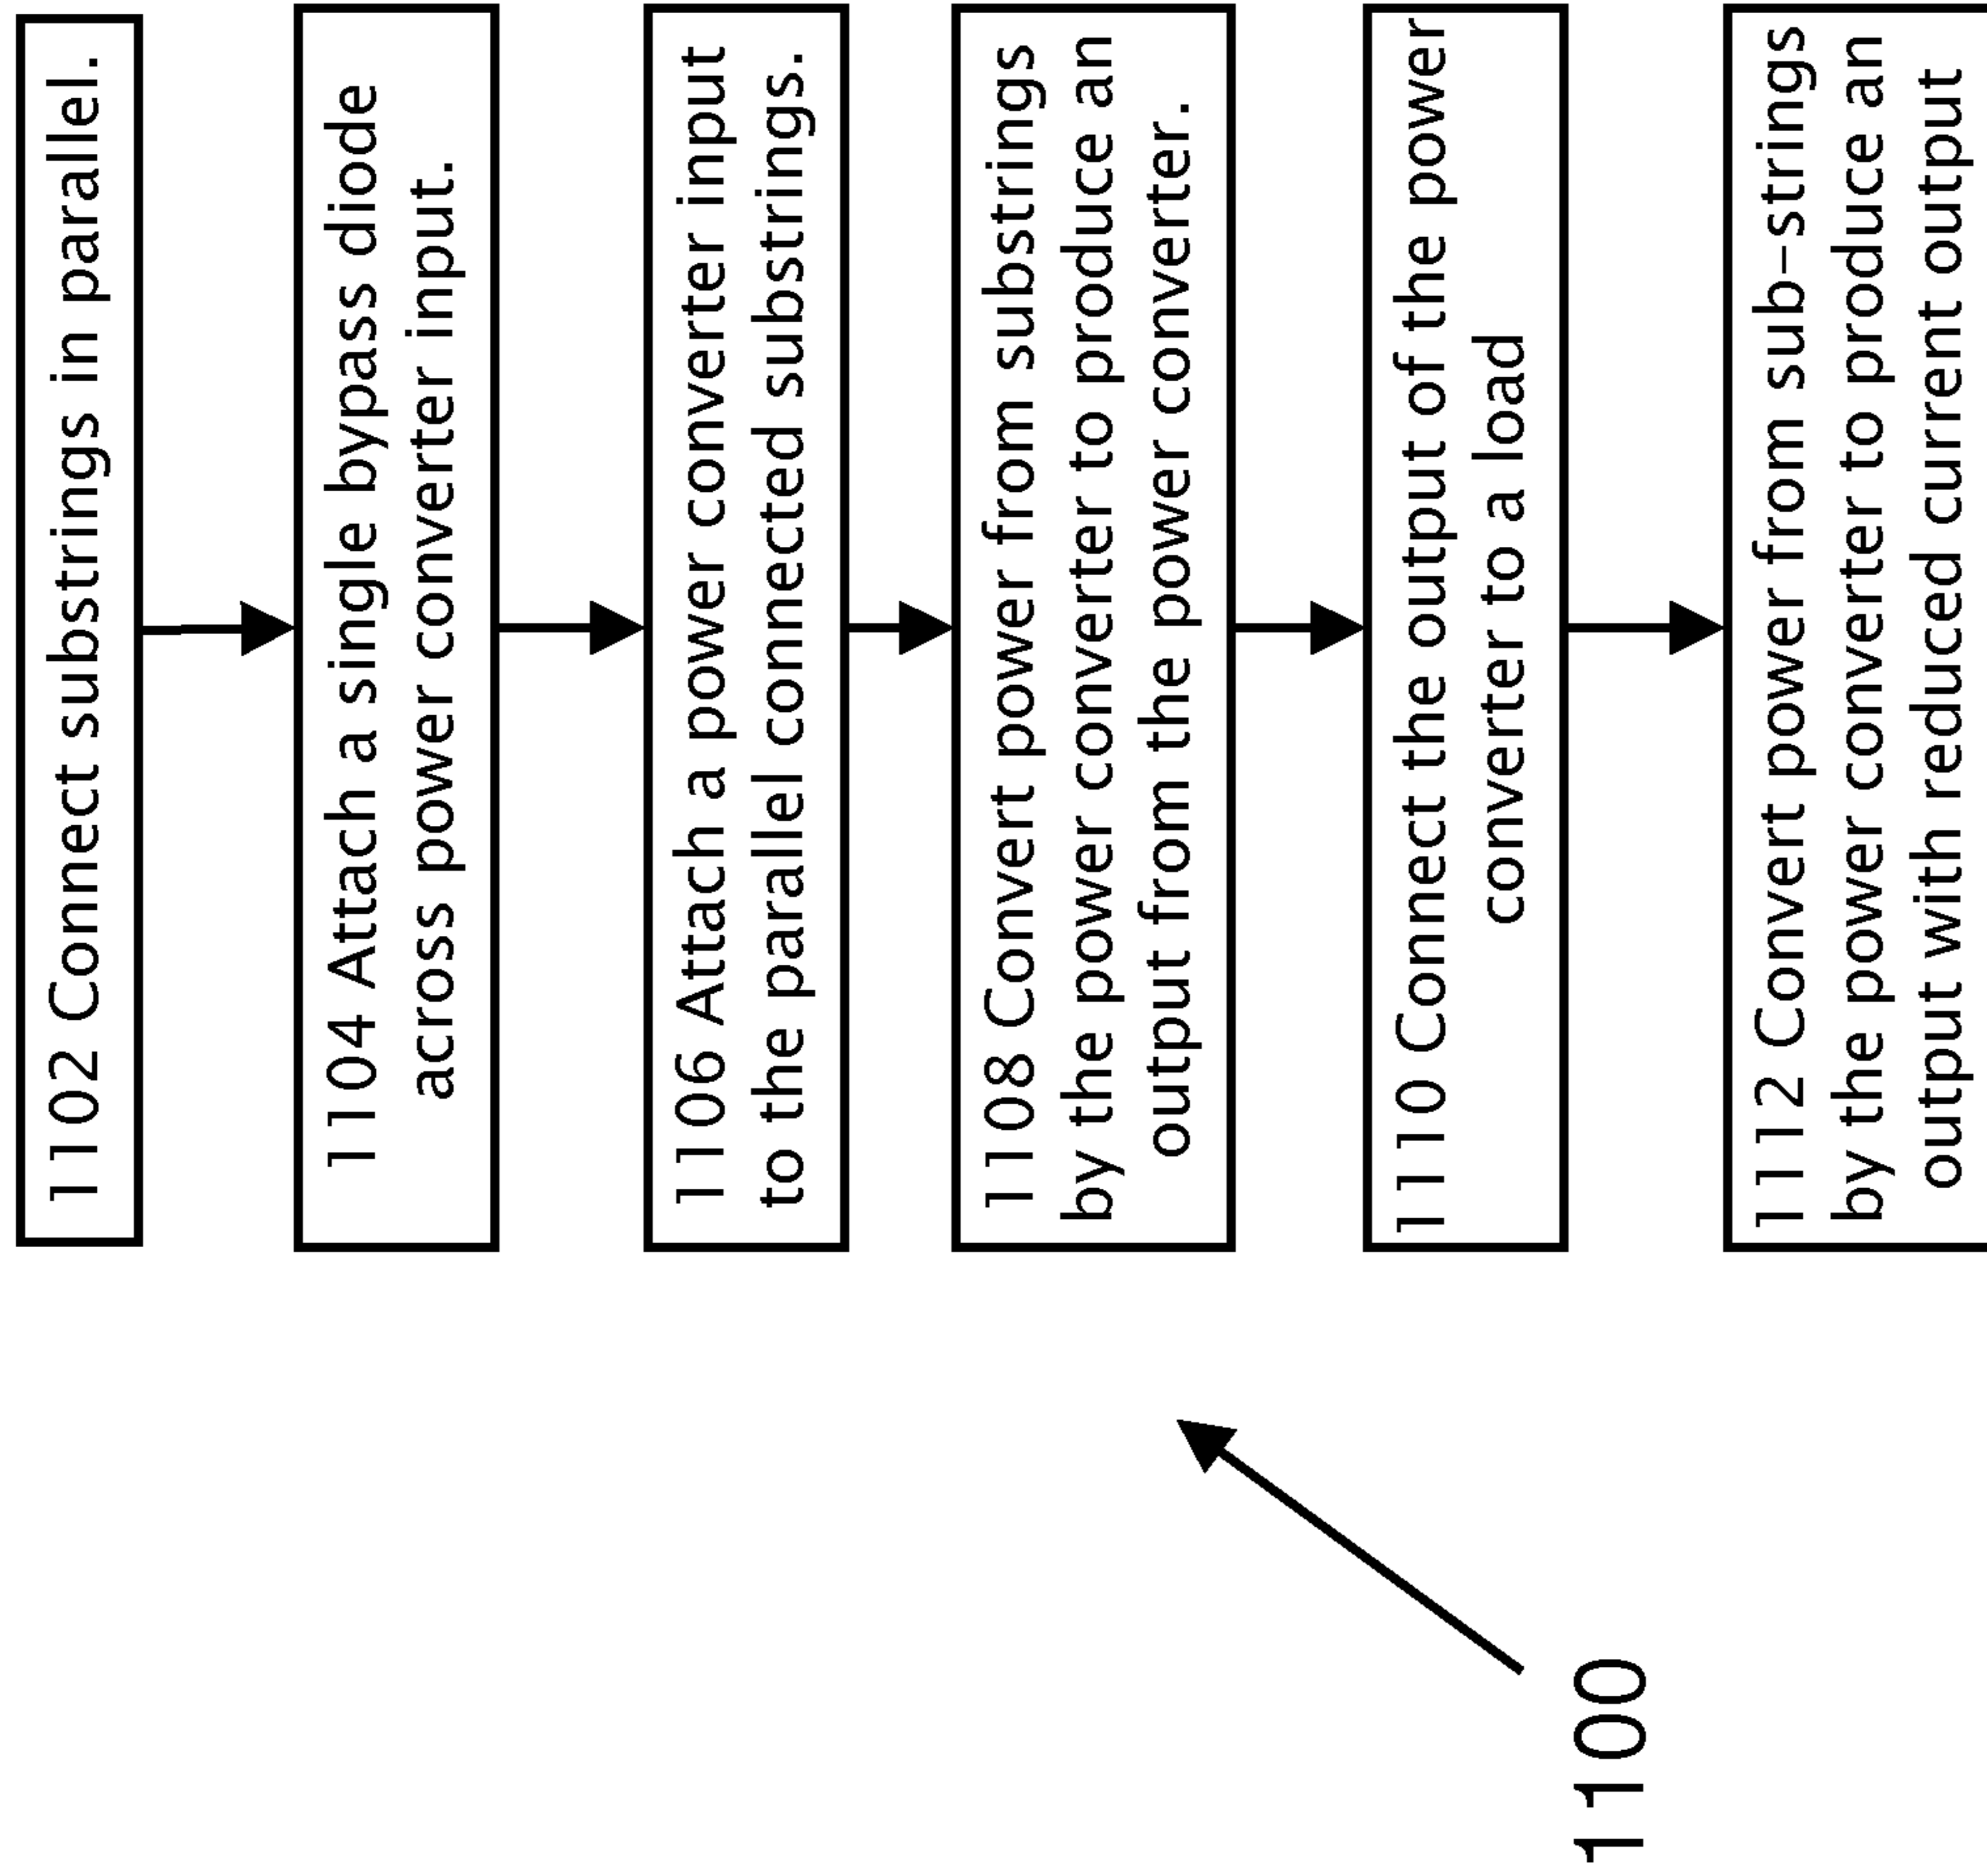 1102 Connect substrings in parallel.
1104 Attach a single bypass diode
across power converter input.
1106 Attach a power converter input
to the parallel connected substrings.
1108 Convert power from substrings
by the power converter to produce an
output from the power converter.
1110 Connect the output of the power
converter to a load
1112 Convert power from sub-strings
by the power converter to produce an
output with reduced current output
1100